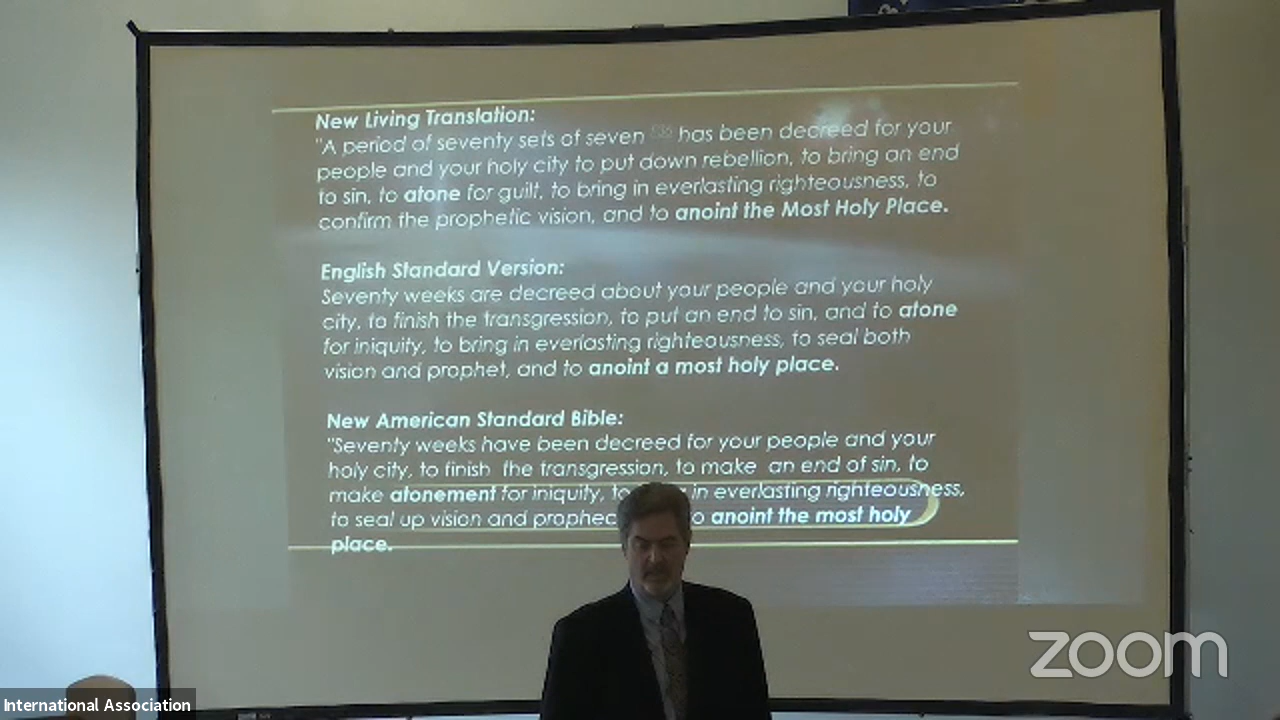 New Living Translation:
"A period of seventy sets of seven has been decreed for your
people and your holy city to put down rebellion, to bring an end
to sin, to atone for guilt, to bring in everlasting righteousness, to
confirm the prophetic vision, and to anoint the Most Holy Place.
English Standard Version:
Seventy weeks are decreed about your people and your holy
city, to finish the transgression, to put an end to sin, and to atone
for iniquity, to bring in everlasting righteousness, to seal both
vision and prophet, and to anoint a most holy place.
New American Standard Bible:
"Seventy weeks have been decreed for your people and your
holy city, to finish the transgression, to make an end of sin, to
make atonement for iniquity, in everlasting righteousness,
to seal up vision and anoint the most holy
place.
zoom
International Association